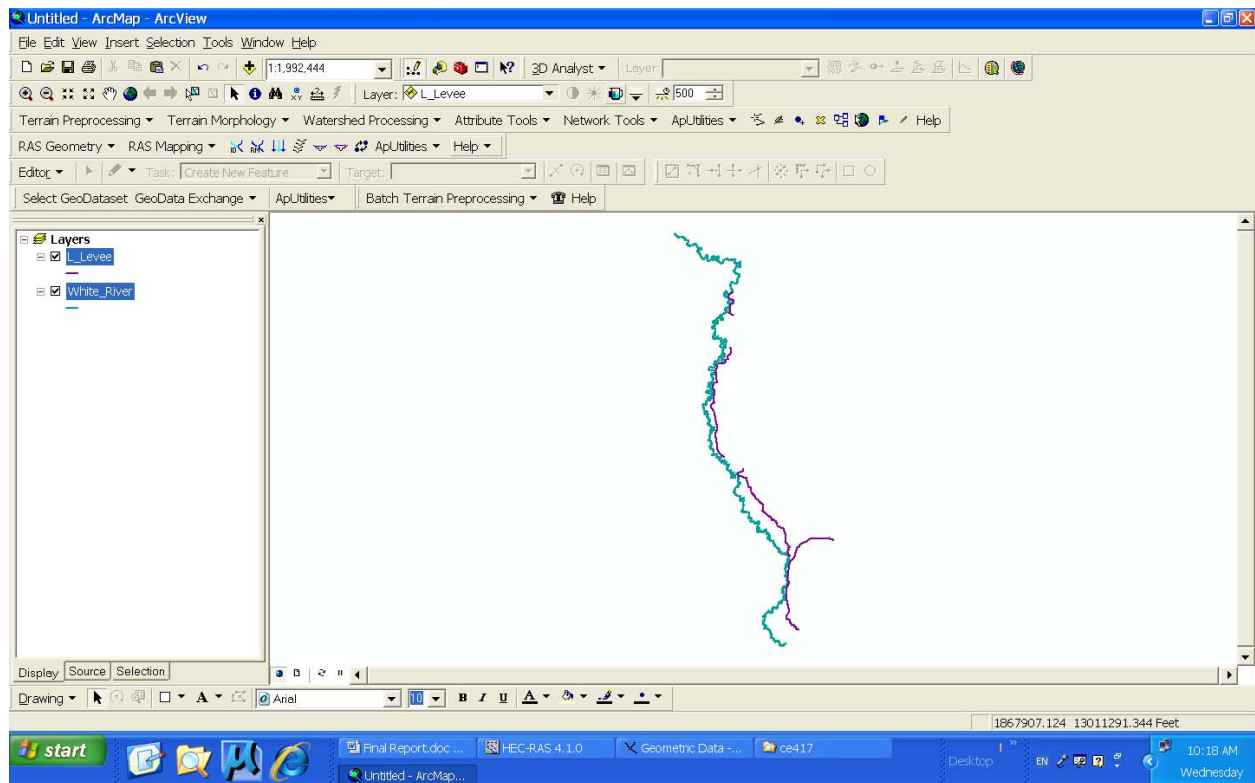 Untitled - ArcMap - ArcView
File Edit View Insert Selection Tools Window Help
1:1,992,444 3D Analyst Layer:
Layer: L_Levee 500
Terrain Preprocessing Terrain Morphology Watershed Processing Attribute Tools Network Tools ApUtilities Help
RAS Geometry RAS Mapping ApUtilities Help
Editor Task: Create New Feature Target:
Select GeoDataset GeoData Exchange ApUtilities Batch Terrain Preprocessing Help
Layers
L_Levee
White_River
Display Source Selection
Drawing A Arial 10 B I U A
1867907.124 13011291.344 Feet
start Final Report.doc ... HEC-RAS 4.1.0 Geometric Data -... ce417 Desktop EN 10:18 AM
Untitled - ArcMap... Wednesday